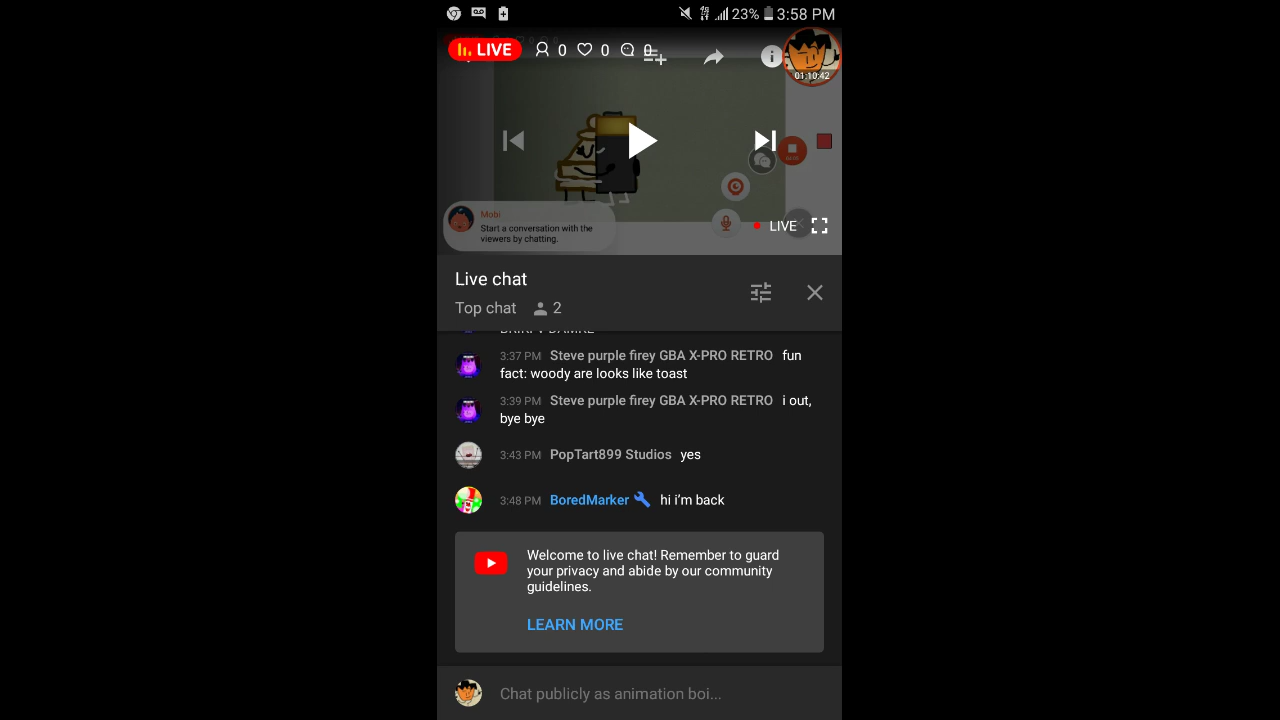 23% 3:58 PM
LIVE 0 0 0
01:10:42
Mobi
Start a conversation with the
viewers by chatting.
LIVE
Live chat
Top chat 2
3:37 PM Steve purple firey GBA X-PRO RETRO fun
fact: woody are looks like toast
3:39 PM Steve purple firey GBA X-PRO RETRO i out,
bye bye
3:43 PM PopTart899 Studios yes
3:48 PM BoredMarker hi i’m back
Welcome to live chat! Remember to guard
your privacy and abide by our community
guidelines.
LEARN MORE
Chat publicly as animation boi...